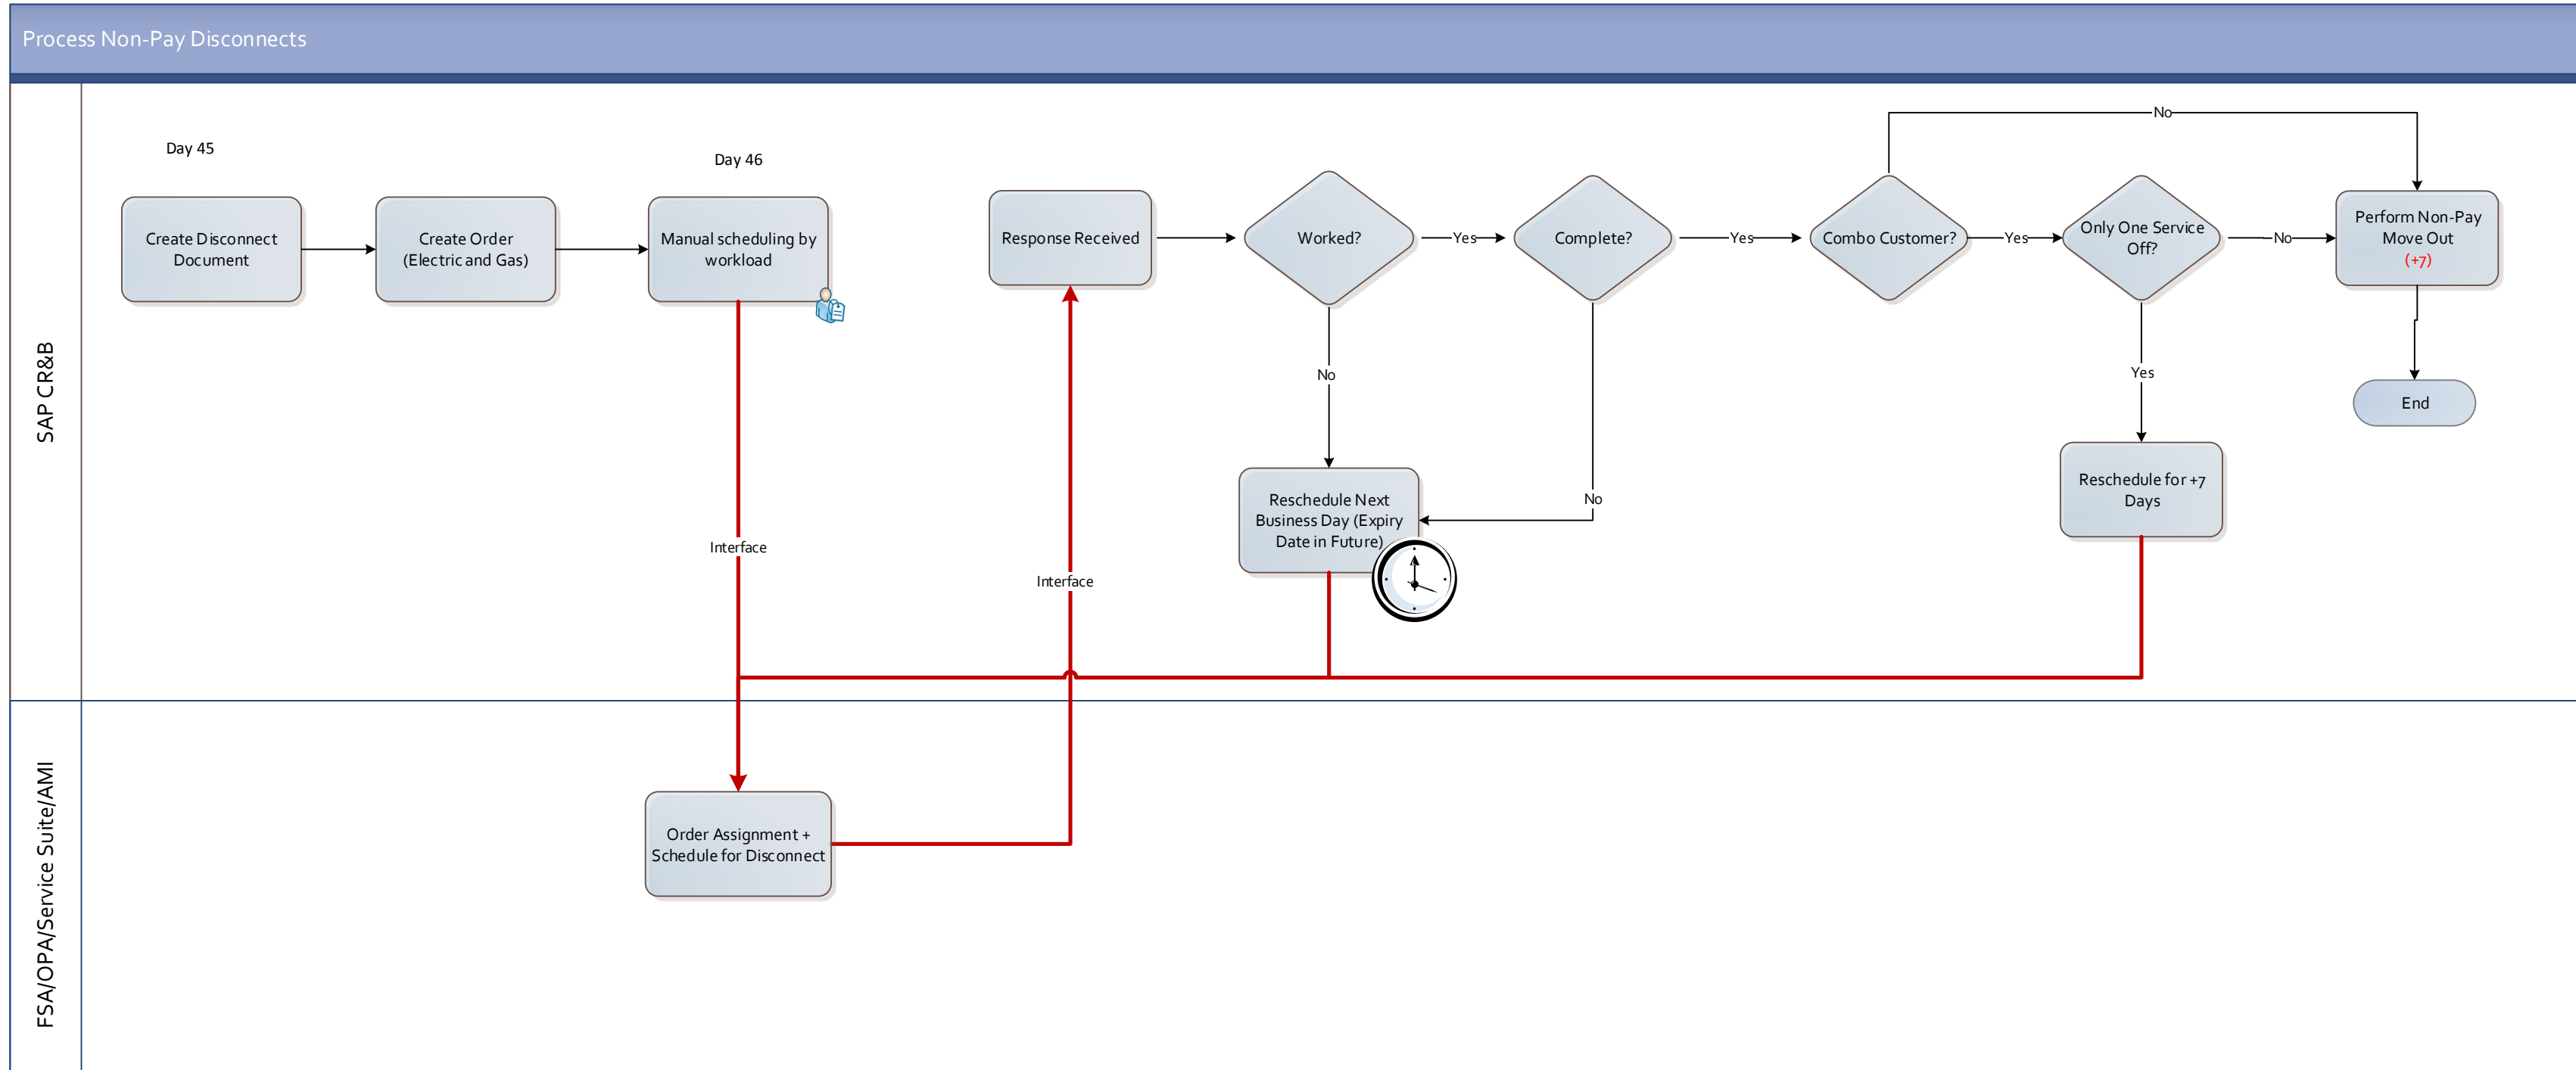 Process Non-Pay Disconnects
SAP CR&B
Day 45
Day 46
Create Disconnect
Document
Create Order
(Electric and Gas)
Manual scheduling by
workload
Interface
Response Received
Interface
Worked?
Yes
No
Complete?
Yes
No
Reschedule Next
Business Day (Expiry
Date in Future)
Combo Customer?
Yes
No
Only One Service
Off?
No
Yes
Reschedule for +7
Days
Perform Non-Pay
Move Out
(+7)
End
FSA/OPA/Service Suite/AMI
Order Assignment +
Schedule for Disconnect